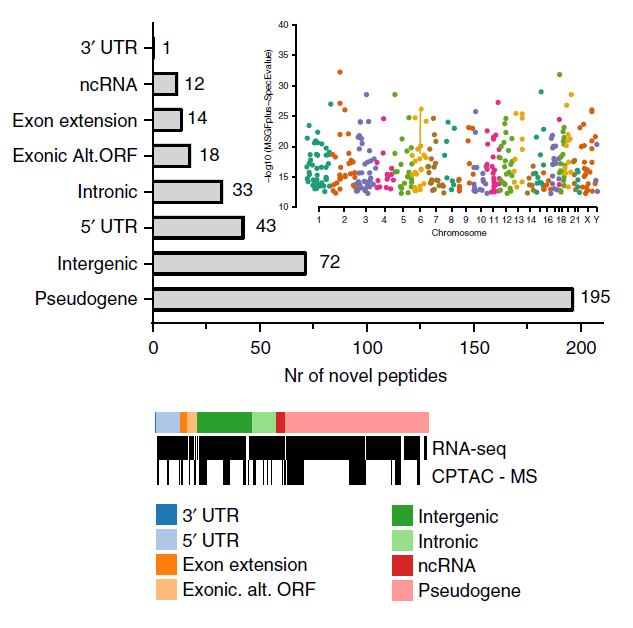 3′ UTR 1
ncRNA 12
Exon extension 14
Exonic Alt.ORF 18
Intronic 33
5′ UTR 43
Intergenic 72
Pseudogene 195
0 50 100 150 200
Nr of novel peptides
40
35
30
25
20
15
10
−log10 (MSGFplus−SpecEvalue)
1 2 3 4 5 6 7 8 9 10 11 12 13 14 16 18 21 X Y
Chromosome
RNA-seq
CPTAC - MS
3′ UTR
5′ UTR
Exon extension
Exonic. alt. ORF
Intergenic
Intronic
ncRNA
Pseudogene